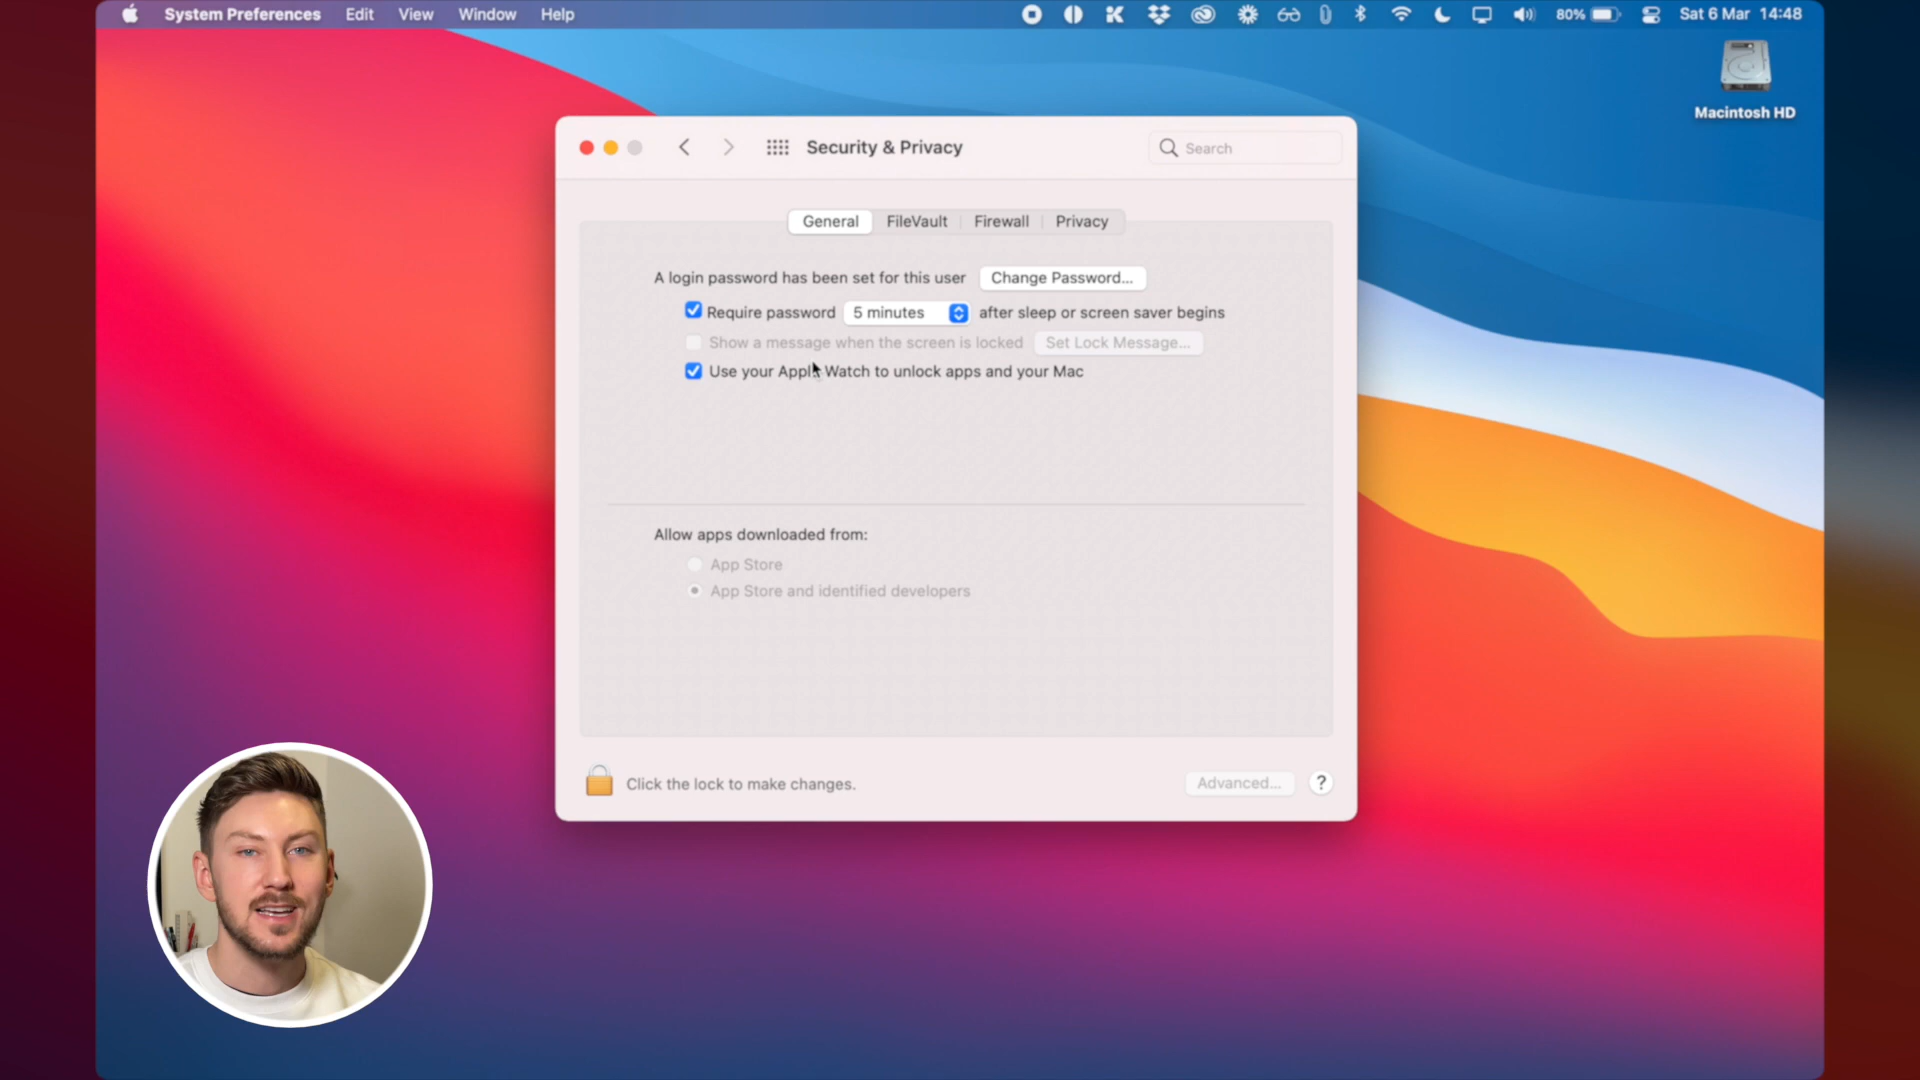 System Preferences Edit View Window Help 80% Sat 6 Mar 14:48
Macintosh HD
Security & Privacy Search
General FileVault Firewall Privacy
A login password has been set for this user Change Password...
Require password 5 minutes after sleep or screen saver begins
Show a message when the screen is locked Set Lock Message...
Use your Apple Watch to unlock apps and your Mac
Allow apps downloaded from:
App Store
App Store and identified developers
Click the lock to make changes. Advanced... ?